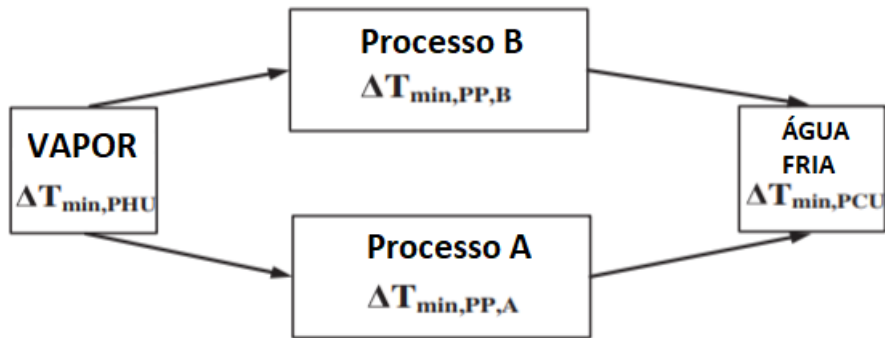 Processo B
ΔTmin,PP,B
VAPOR
ΔTmin,PHU
ÁGUA
FRIA
ΔTmin,PCU
Processo A
ΔTmin,PP,A